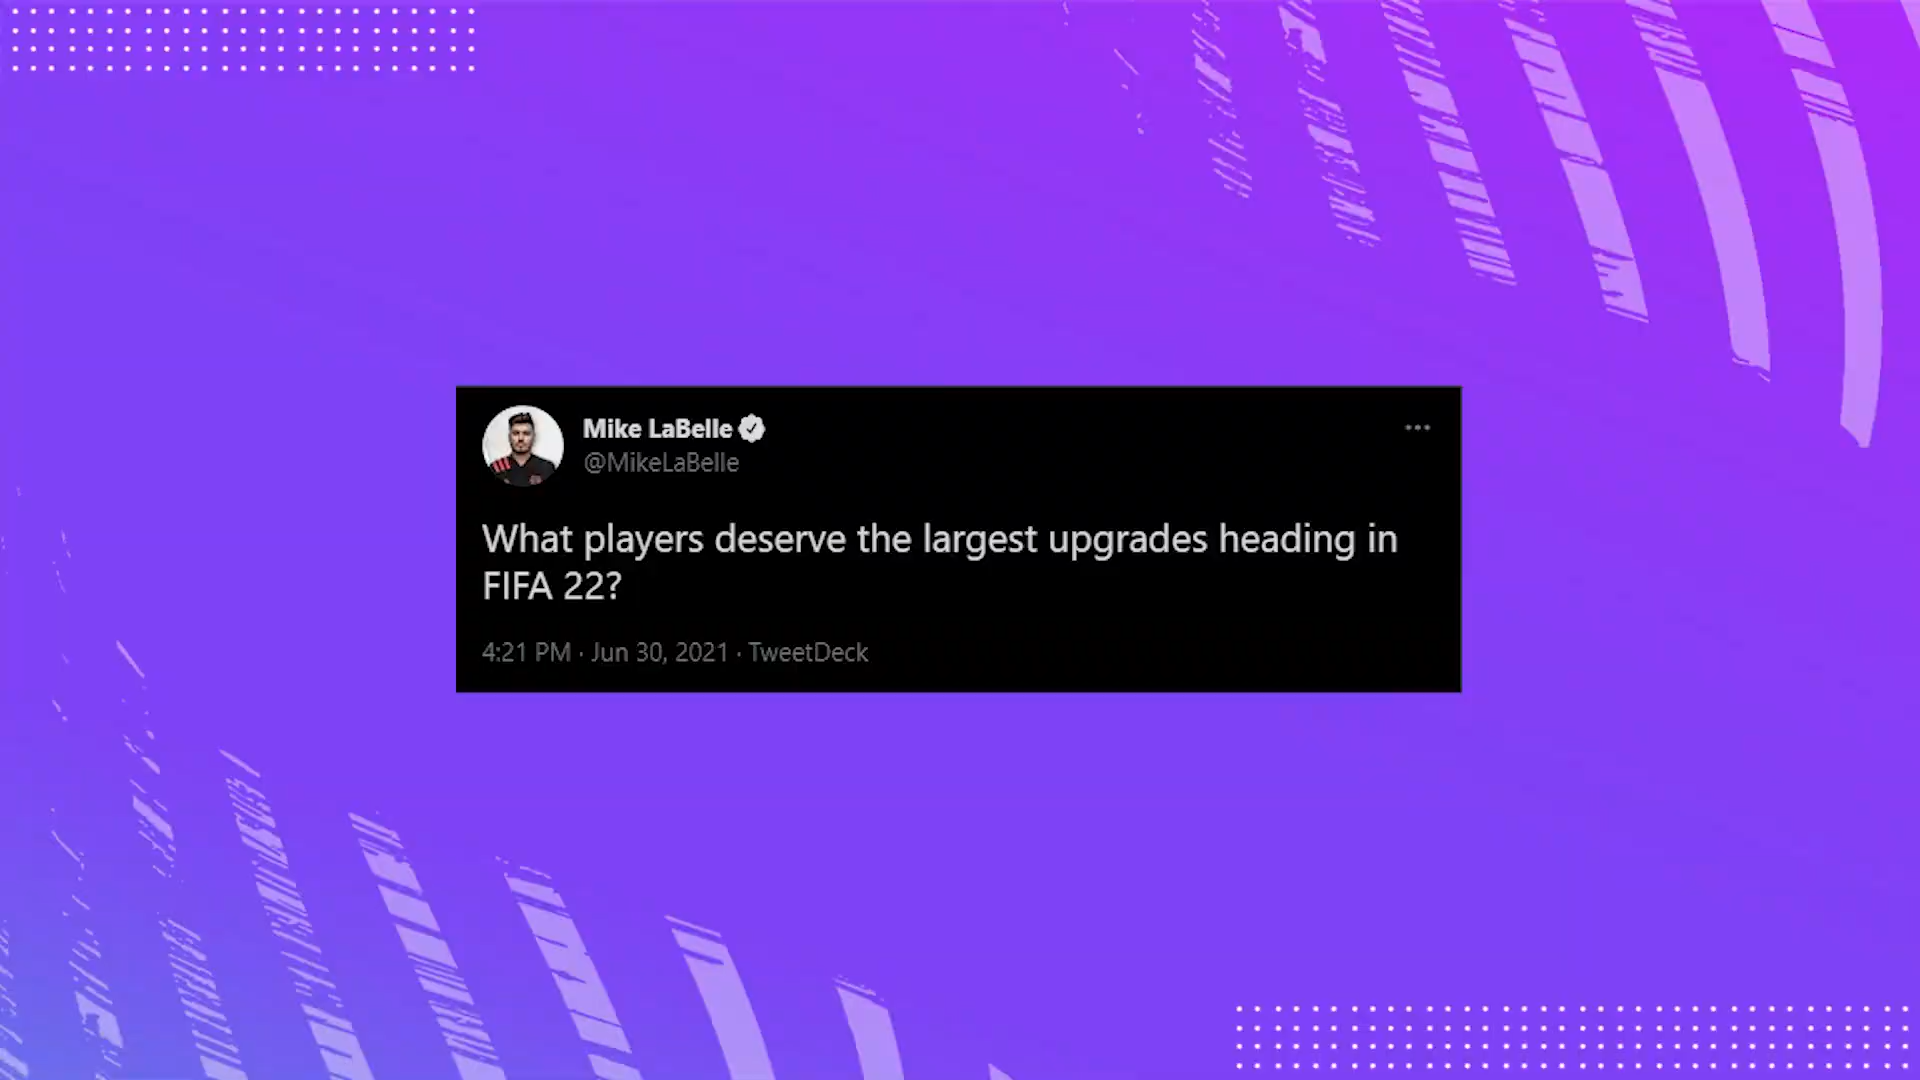 Mike LaBelle
@MikeLaBelle
What players deserve the largest upgrades heading in
FIFA 22?
4:21 PM · Jun 30, 2021 · TweetDeck